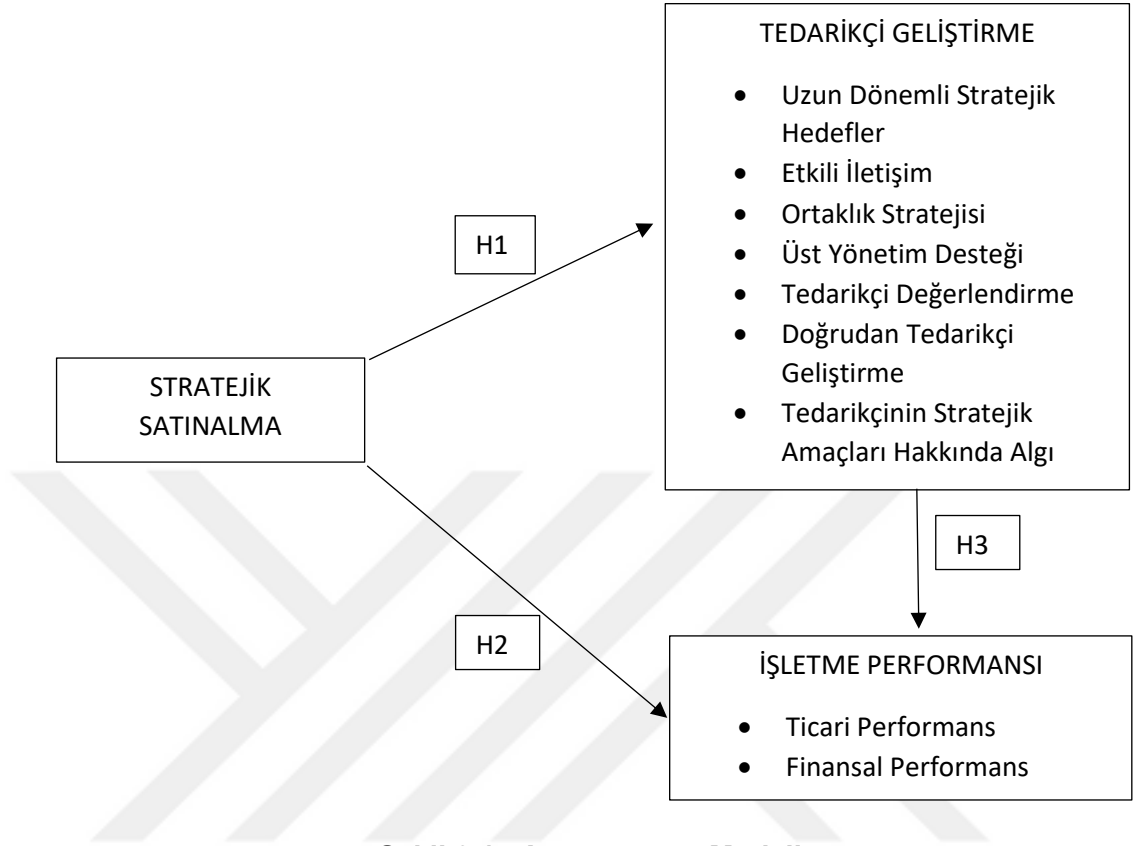 TEDARİKÇİ GELİŞTİRME
• Uzun Dönemli Stratejik
Hedefler
• Etkili İletişim
• Ortaklık Stratejisi
• Üst Yönetim Desteği
• Tedarikçi Değerlendirme
• Doğrudan Tedarikçi
Geliştirme
• Tedarikçinin Stratejik
Amaçları Hakkında Algı
H1
STRATEJİK
SATINALMA
H3
H2
İŞLETME PERFORMANSI
• Ticari Performans
• Finansal Performans